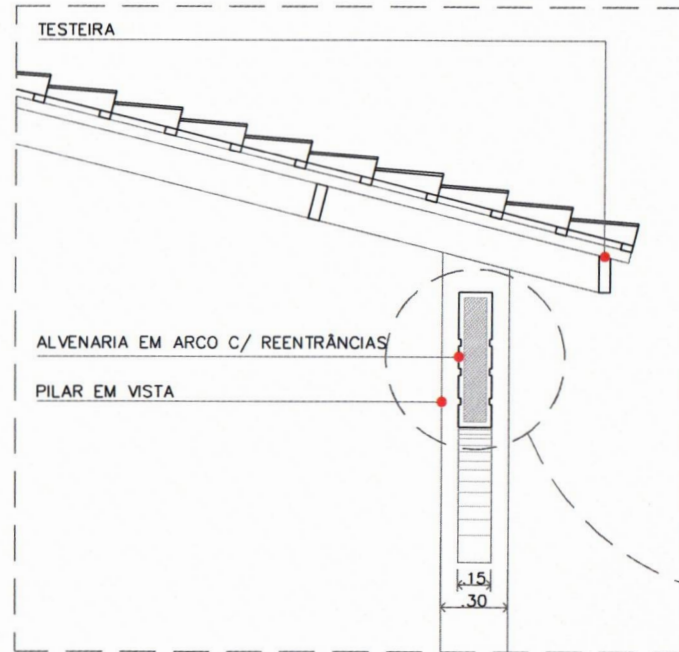 TESTEIRA
ALVENARIA EM ARCO C/ REENTRÂNCIAS
PILAR EM VISTA
.15
.30